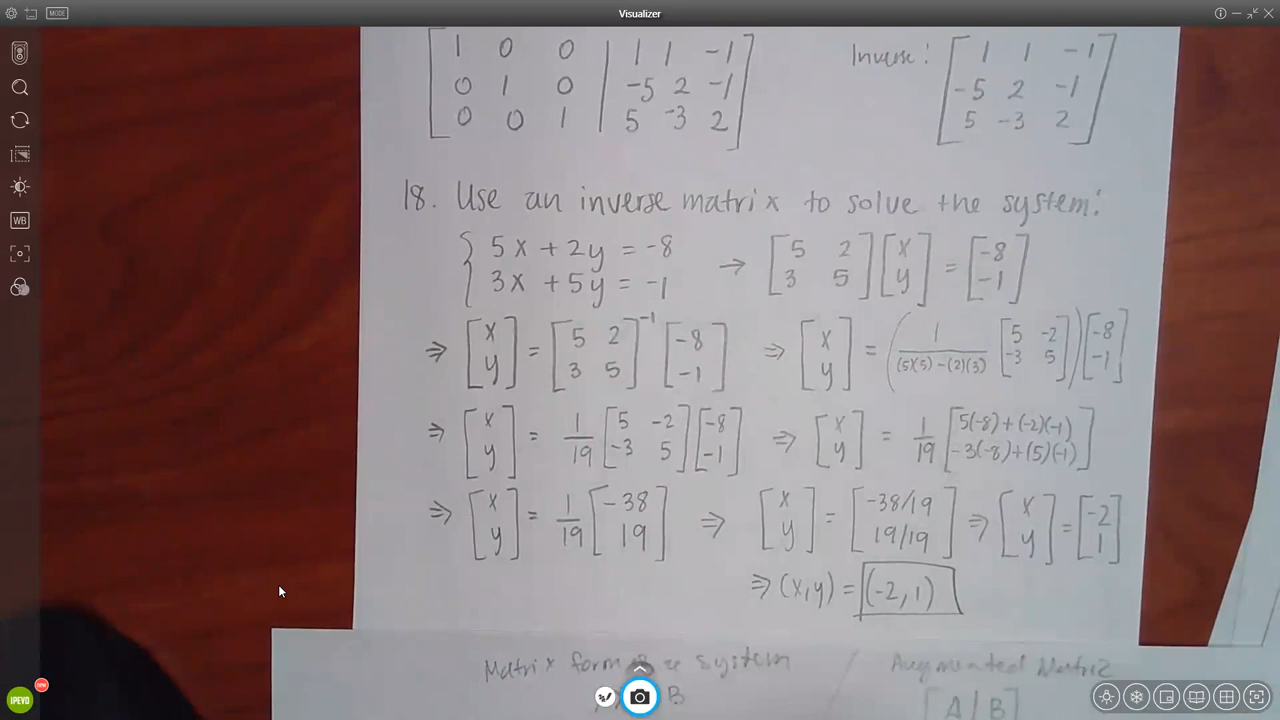 MODE
Visualizer
[ 1 0 0 | 1 1 -1 ]
[ 0 1 0 | -5 2 -1 ]
[ 0 0 1 | 5 -3 2 ]
Inverse: [ 1 1 -1 ]
[ -5 2 -1 ]
[ 5 -3 2 ]
18. Use an inverse matrix to solve the system:
{ 5x + 2y = -8
3x + 5y = -1
→ [5 2; 3 5][x; y] = [-8; -1]
⇒ [x; y] = [5 2; 3 5]^-1 [-8; -1] ⇒ [x; y] = (1/((5)(5)-(2)(3)) [5 -2; -3 5])[-8; -1]
⇒ [x; y] = 1/19 [5 -2; -3 5][-8; -1] ⇒ [x; y] = 1/19 [5(-8)+(-2)(-1); -3(-8)+(5)(-1)]
⇒ [x; y] = 1/19 [-38; 19] ⇒ [x; y] = [-38/19; 19/19] ⇒ [x; y] = [-2; 1]
⇒ (x,y) = (-2, 1)
Matrix form system / Augmented Matrix
B [A | B]
WB
IPEVO